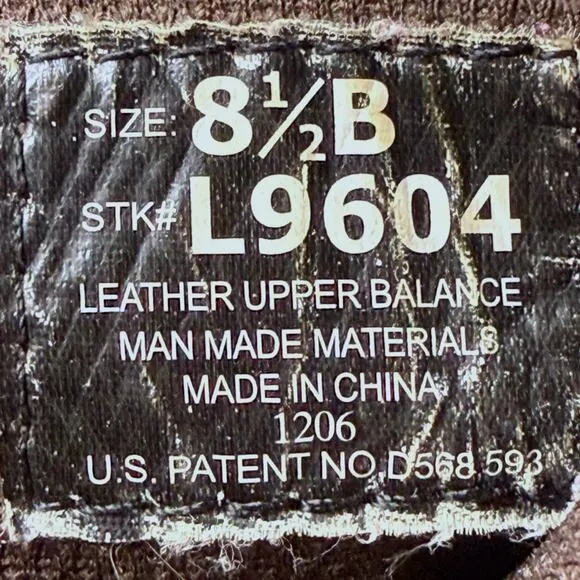 SIZE: 8½B
STK# L9604
LEATHER UPPER BALANCE
MAN MADE MATERIALS
MADE IN CHINA
1206
U.S. PATENT NO.D568.593